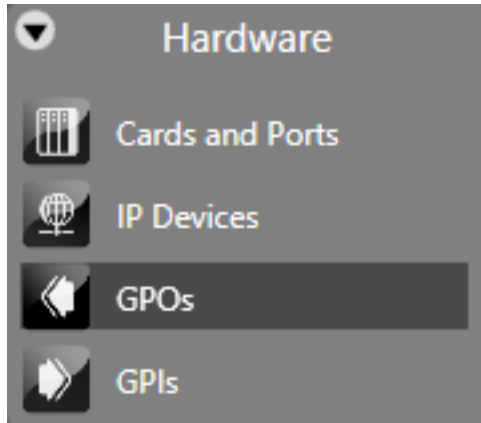 Hardware
Cards and Ports
IP Devices
GPOs
GPIs